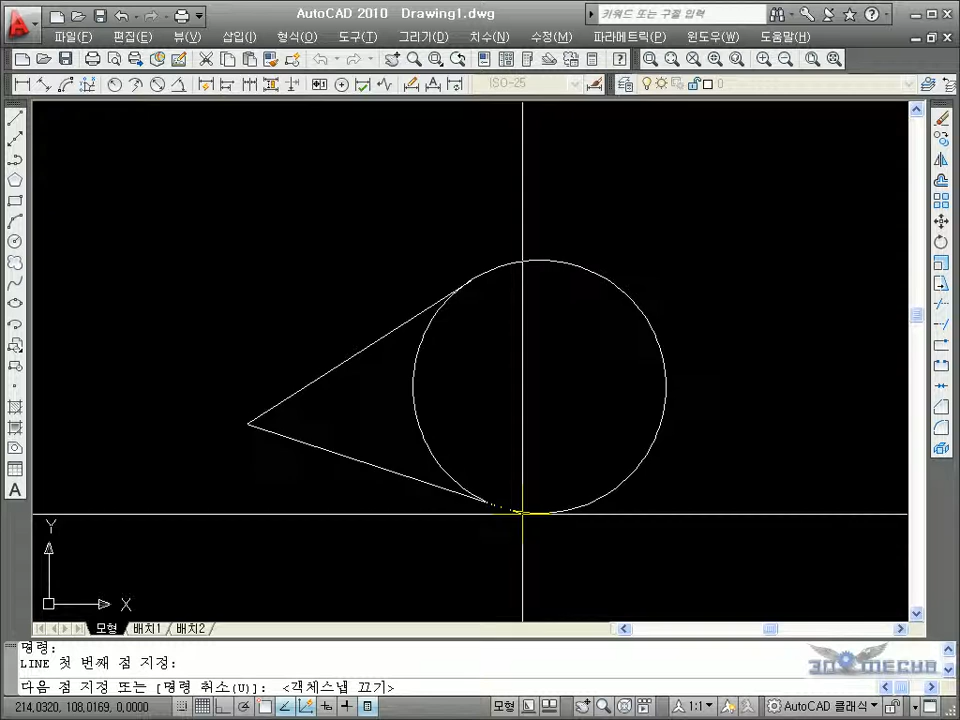 AutoCAD 2010 Drawing1.dwg
키워드 또는 구절 입력
파일(F) 편집(E) 뷰(V) 삽입(I) 형식(O) 도구(T) 그리기(D) 치수(N) 수정(M) 파라메트릭(P) 윈도우(W) 도움말(H)
ISO-25
0
A
Y
X
모형 배치1 배치2
명령:
LINE 첫 번째 점 지정:
다음 점 지정 또는 [명령 취소(U)]: <객체스냅 끄기>
3D MECHA
214,0320, 108,0169, 0,0000
모형
1:1
AutoCAD 클래식